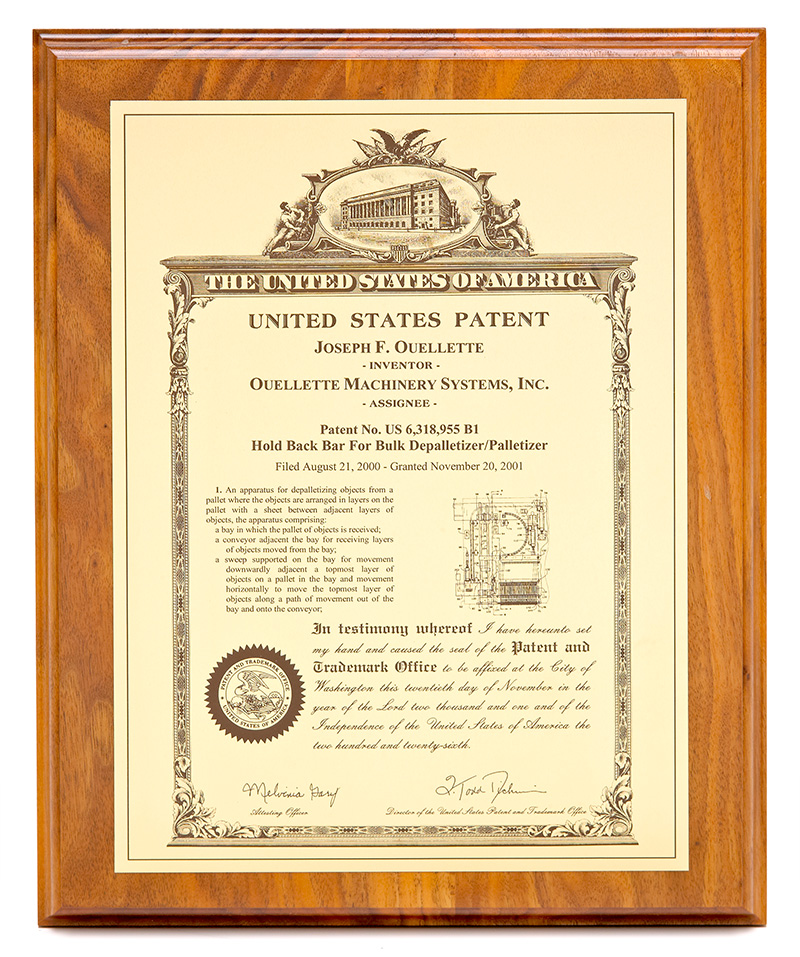 THE UNITED STATES OF AMERICA
UNITED STATES PATENT
JOSEPH F. OUELLETTE
- INVENTOR -
OUELLETTE MACHINERY SYSTEMS, INC.
- ASSIGNEE -
Patent No. US 6,318,955 B1
Hold Back Bar For Bulk Depalletizer/Palletizer
Filed August 21, 2000 - Granted November 20, 2001
1. An apparatus for depalletizing objects from a
pallet where the objects are arranged in layers on the
pallet with a sheet between adjacent layers of
objects, the apparatus comprising:
a bay in which the pallet of objects is received;
a conveyor adjacent the bay for receiving layers
of objects moved from the bay;
a sweep supported on the bay for movement
downwardly adjacent a topmost layer of
objects on a pallet in the bay and movement
horizontally to move the topmost layer of
objects along a path of movement out of the
bay and onto the conveyor;
In testimony whereof I have hereunto set
my hand and caused the seal of the Patent and
Trademark Office to be affixed at the City of
Washington this twentieth day of November in the
year of the Lord two thousand and one and of the
Independence of the United States of America the
two hundred and twenty-sixth.
PATENT AND TRADEMARK OFFICE
UNITED STATES OF AMERICA
Melvinia Gary
Attesting Officer
Director of the United States Patent and Trademark Office